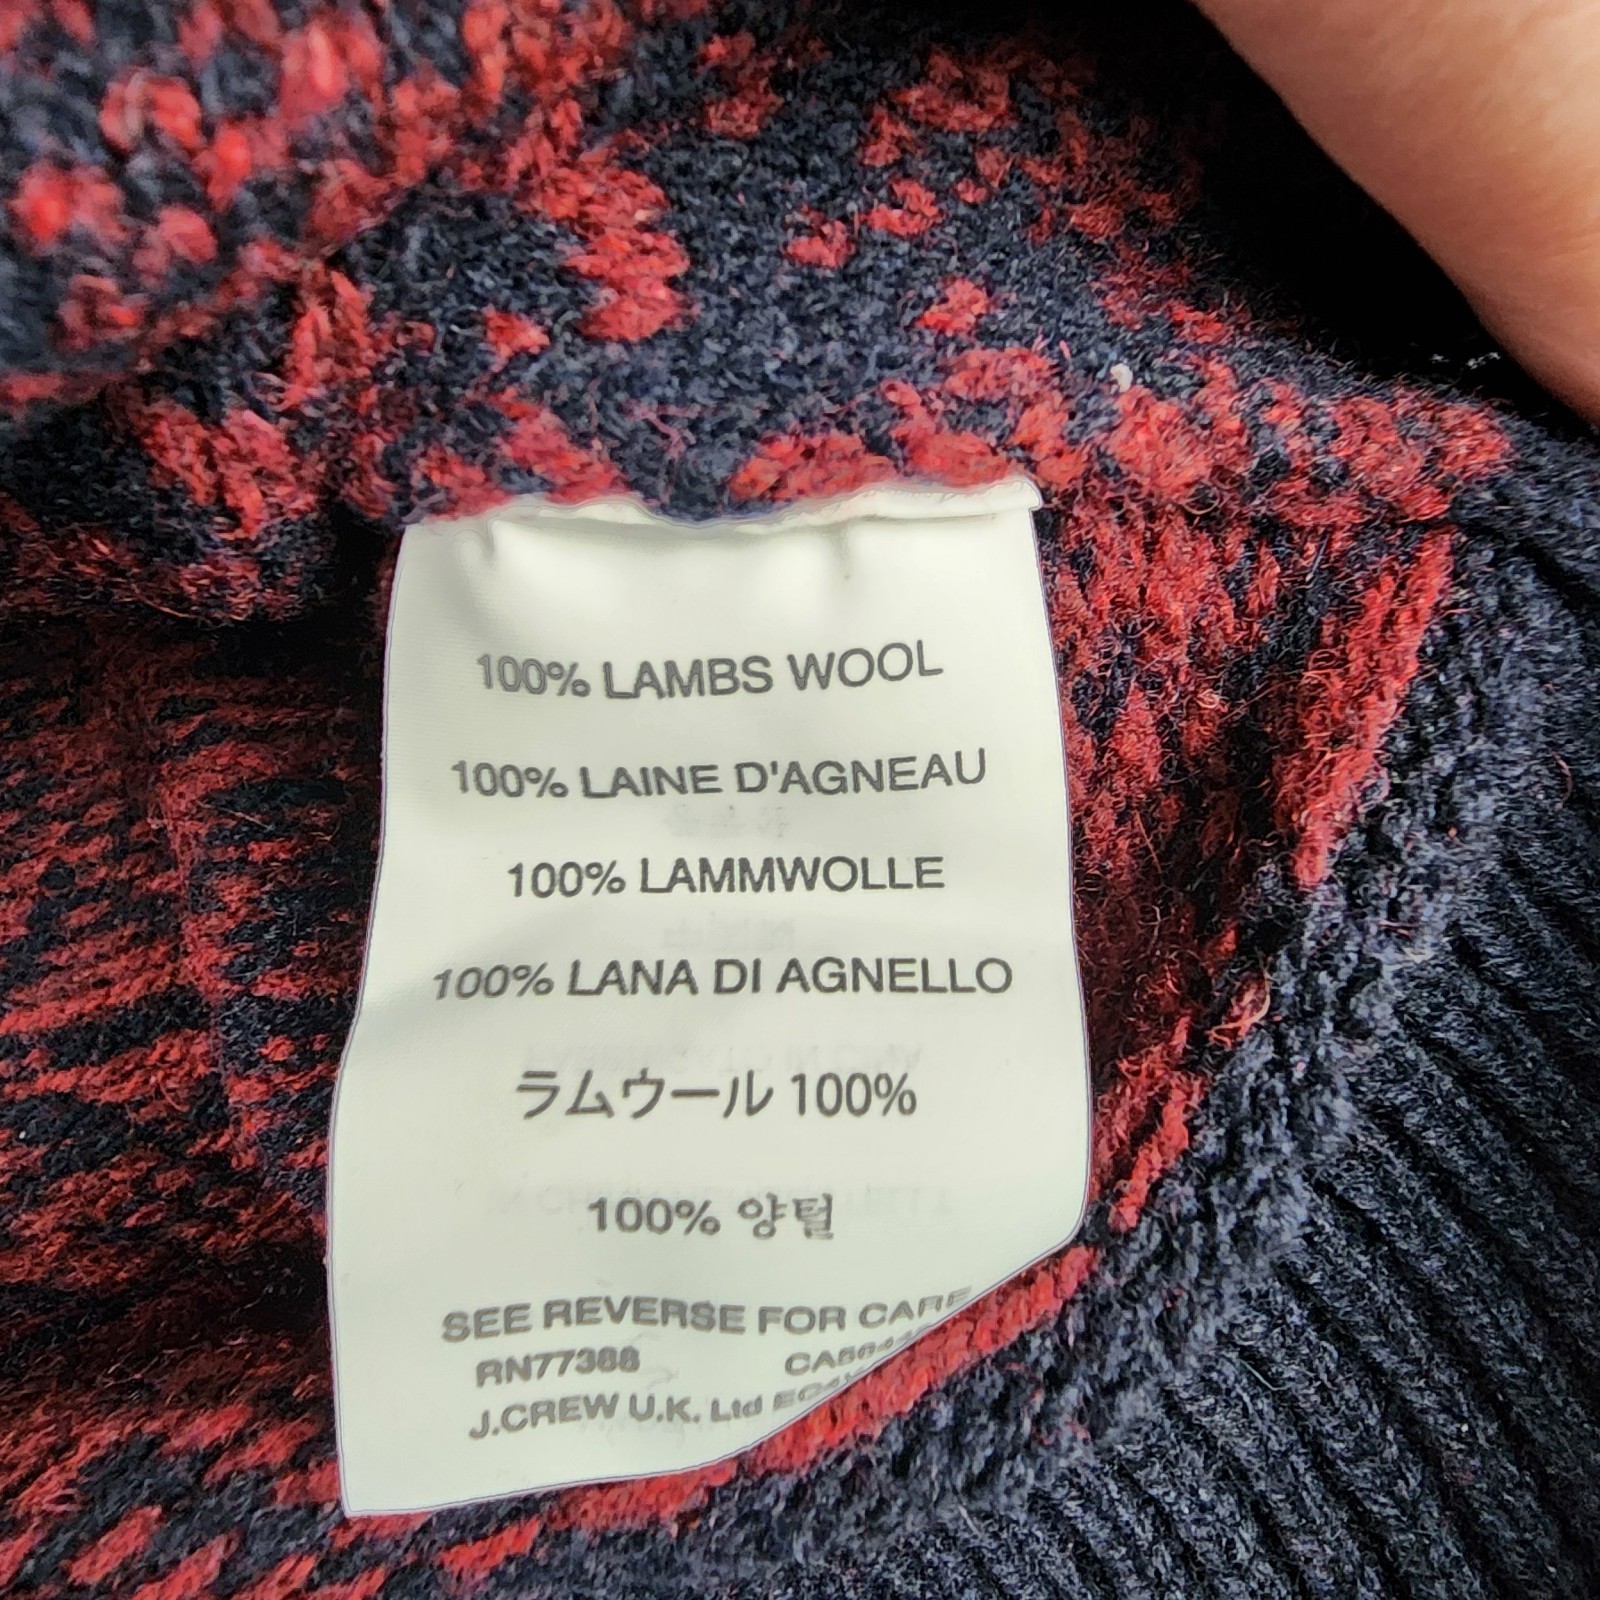 100% LAMBS WOOL
100% LAINE D'AGNEAU
100% LAMMWOLLE
100% LANA DI AGNELLO
ラムウール 100%
100% 양털
SEE REVERSE FOR CARE
RN77388
J.CREW U.K. Ltd